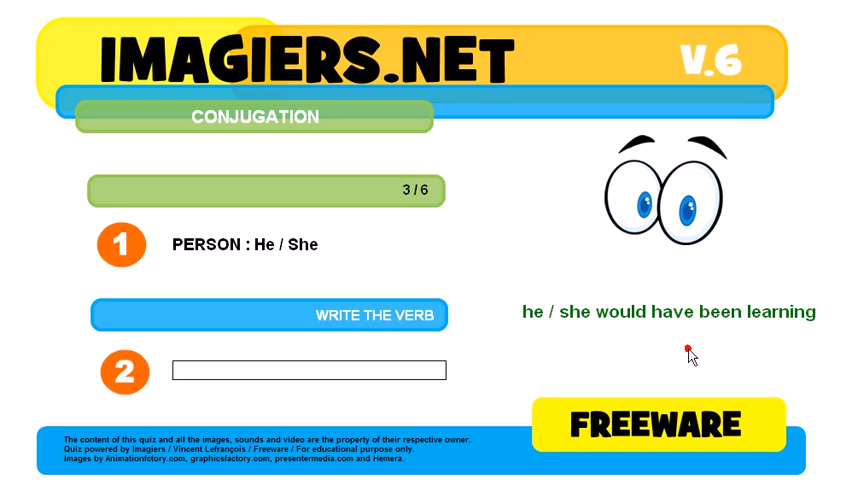 IMAGIERS.NET
V.6
CONJUGATION
3 / 6
1
PERSON : He / She
WRITE THE VERB
he / she would have been learning
2
FREEWARE
The content of this quiz and all the images, sounds and video are the property of their respective owner.
Quiz powered by Imagiers / Vincent Lefrançois / Freeware / For educational purpose only.
Images by Animationfotory.com, graphicsfactory.com, presentermedia.com and Hemera.